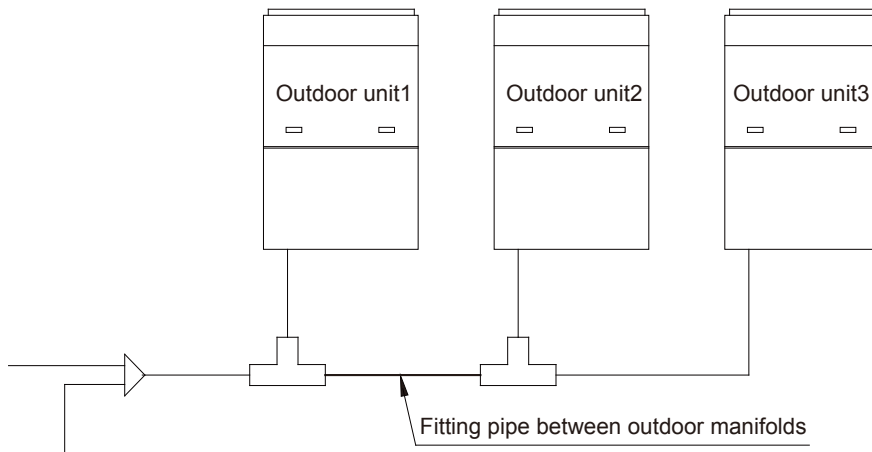 Outdoor unit1
Outdoor unit2
Outdoor unit3
Fitting pipe between outdoor manifolds